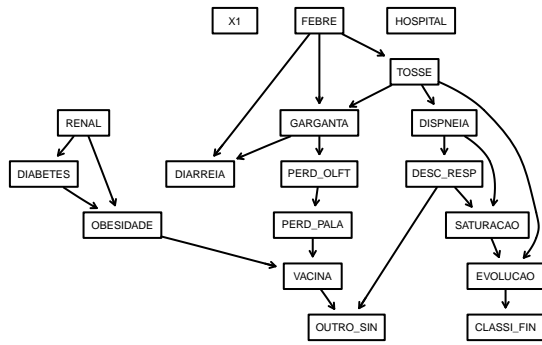 X1
FEBRE
HOSPITAL
TOSSE
RENAL
GARGANTA
DISPNEIA
DIABETES
DIARREIA
PERD_OLFT
DESC_RESP
OBESIDADE
PERD_PALA
SATURACAO
VACINA
EVOLUCAO
OUTRO_SIN
CLASSI_FIN